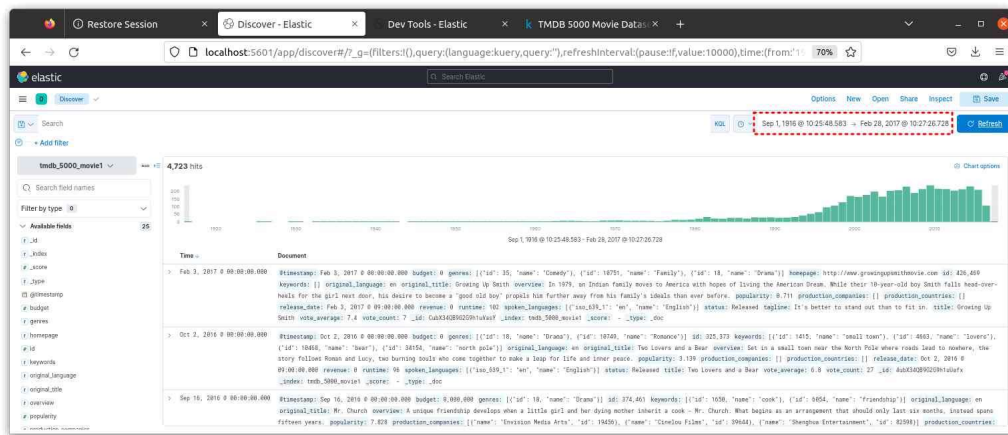 Restore Session
Discover - Elastic
Dev Tools - Elastic
TMDB 5000 Movie Datas
localhost:5601/app/discover#/?_g=(filters:!(),query:(language:kuery,query:''),refreshInterval:(pause:!f,value:10000),time:(from:'1
70%
elastic
Search Elastic
D Discover
Options New Open Share Inspect Save
Search
KQL
Sep 1, 1916 @ 10:25:48.583 → Feb 28, 2017 @ 10:27:26.728
Refresh
+ Add filter
tmdb_5000_movie1
4,723 hits
Chart options
Search field names
Filter by type 0
Available fields 25
Sep 1, 1916 @ 10:25:48.583 - Feb 28, 2017 @ 10:27:26.728
Time Document
_id
_index
_score
_type
@timestamp
budget
genres
homepage
id
keywords
original_language
original_title
overview
popularity
production_companies
Feb 3, 2017 @ 00:00:00.000
@timestamp: Feb 3, 2017 @ 00:00:00.000 budget: 0 genres: [{"id": 35, "name": "Comedy"}, {"id": 10751, "name": "Family"}, {"id": 18, "name": "Drama"}] homepage: http://www.growingupsmithmovie.com id: 426,469
keywords: [] original_language: en original_title: Growing Up Smith overview: In 1979, an Indian family moves to America with hopes of living the American Dream. While their 10-year-old boy Smith falls head-over-
heels for the girl next door, his desire to become a "good old boy" propels him further away from his family's ideals than ever before. popularity: 0.711 production_companies: [] production_countries: []
release_date: Feb 3, 2017 @ 09:00:00.000 revenue: 0 runtime: 102 spoken_languages: [{"iso_639_1": "en", "name": "English"}] status: Released tagline: It's better to stand out than to fit in. title: Growing Up
Smith vote_average: 7.4 vote_count: 7 _index: tmdb_5000_movie1 _score: - _type: _doc
Oct 2, 2016 @ 00:00:00.000
@timestamp: Oct 2, 2016 @ 00:00:00.000 budget: 0 genres: [{"id": 18, "name": "Drama"}, {"id": 10749, "name": "Romance"}] id: 325,373 keywords: [{"id": 1415, "name": "small town"}, {"id": 4663, "name": "lovers"},
{"id": 10460, "name": "bear"}, {"id": 34154, "name": "north pole"}] original_language: en original_title: Two Lovers and a Bear overview: Set in a small town near the North Pole where roads lead to nowhere, the
story follows Roman and Lucy, two burning souls who come together to make a leap for life and inner peace. popularity: 3.139 production_companies: [] production_countries: [] release_date: Oct 2, 2016 @
09:00:00.000 revenue: 0 runtime: 96 spoken_languages: [{"iso_639_1": "en", "name": "English"}] status: Released title: Two Lovers and a Bear vote_average: 6.8 vote_count: 27
_index: tmdb_5000_movie1 _score: - _type: _doc
Sep 16, 2016 @ 00:00:00.000
@timestamp: Sep 16, 2016 @ 00:00:00.000 budget: 8,000,000 genres: [{"id": 18, "name": "Drama"}] id: 374,461 keywords: [{"id": 1650, "name": "cook"}, {"id": 6054, "name": "friendship"}] original_language: en
original_title: Mr. Church overview: A unique friendship develops when a little girl and her dying mother inherit a cook - Mr. Church. What begins as an arrangement that should only last six months, instead spans
fifteen years. popularity: 7.828 production_companies: [{"name": "Envision Media Arts", "id": 19436}, {"name": "Cinelou Films", "id": 39644}, {"name": "Shenghua Entertainment", "id": 82598}] production_countries: